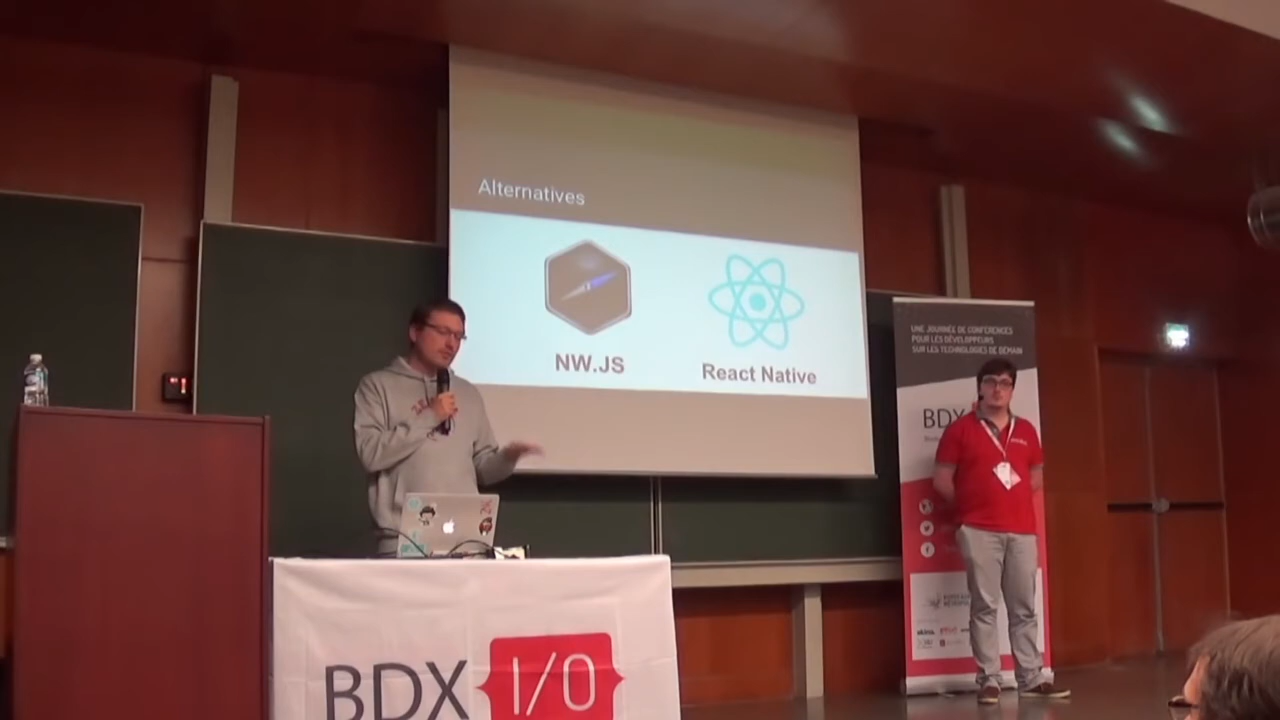 Alternatives
NW.JS
React Native
UNE JOURNÉE DE CONFÉRENCES
POUR LES DÉVELOPPEURS
SUR LES TECHNOLOGIES DE DEMAIN
BDX
BDX I/O